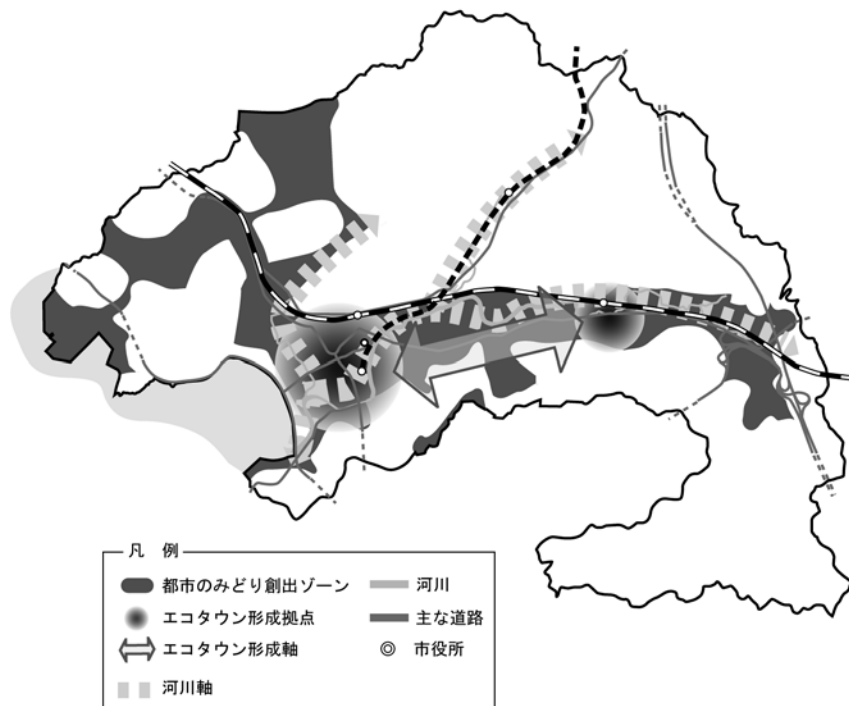 凡　例
都市のみどり創出ゾーン
河川
エコタウン形成拠点
主な道路
エコタウン形成軸
市役所
河川軸